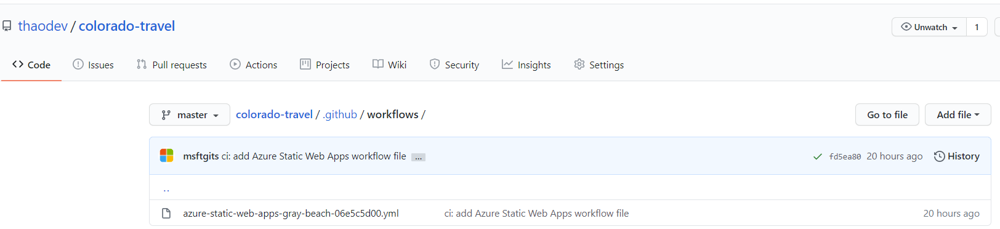 thaodev / colorado-travel
Unwatch 1
Code Issues Pull requests Actions Projects Wiki Security Insights Settings
master colorado-travel / .github / workflows / Go to file Add file
msftgits ci: add Azure Static Web Apps workflow file ... fd5ea80 20 hours ago History
..
azure-static-web-apps-gray-beach-06e5c5d00.yml ci: add Azure Static Web Apps workflow file 20 hours ago